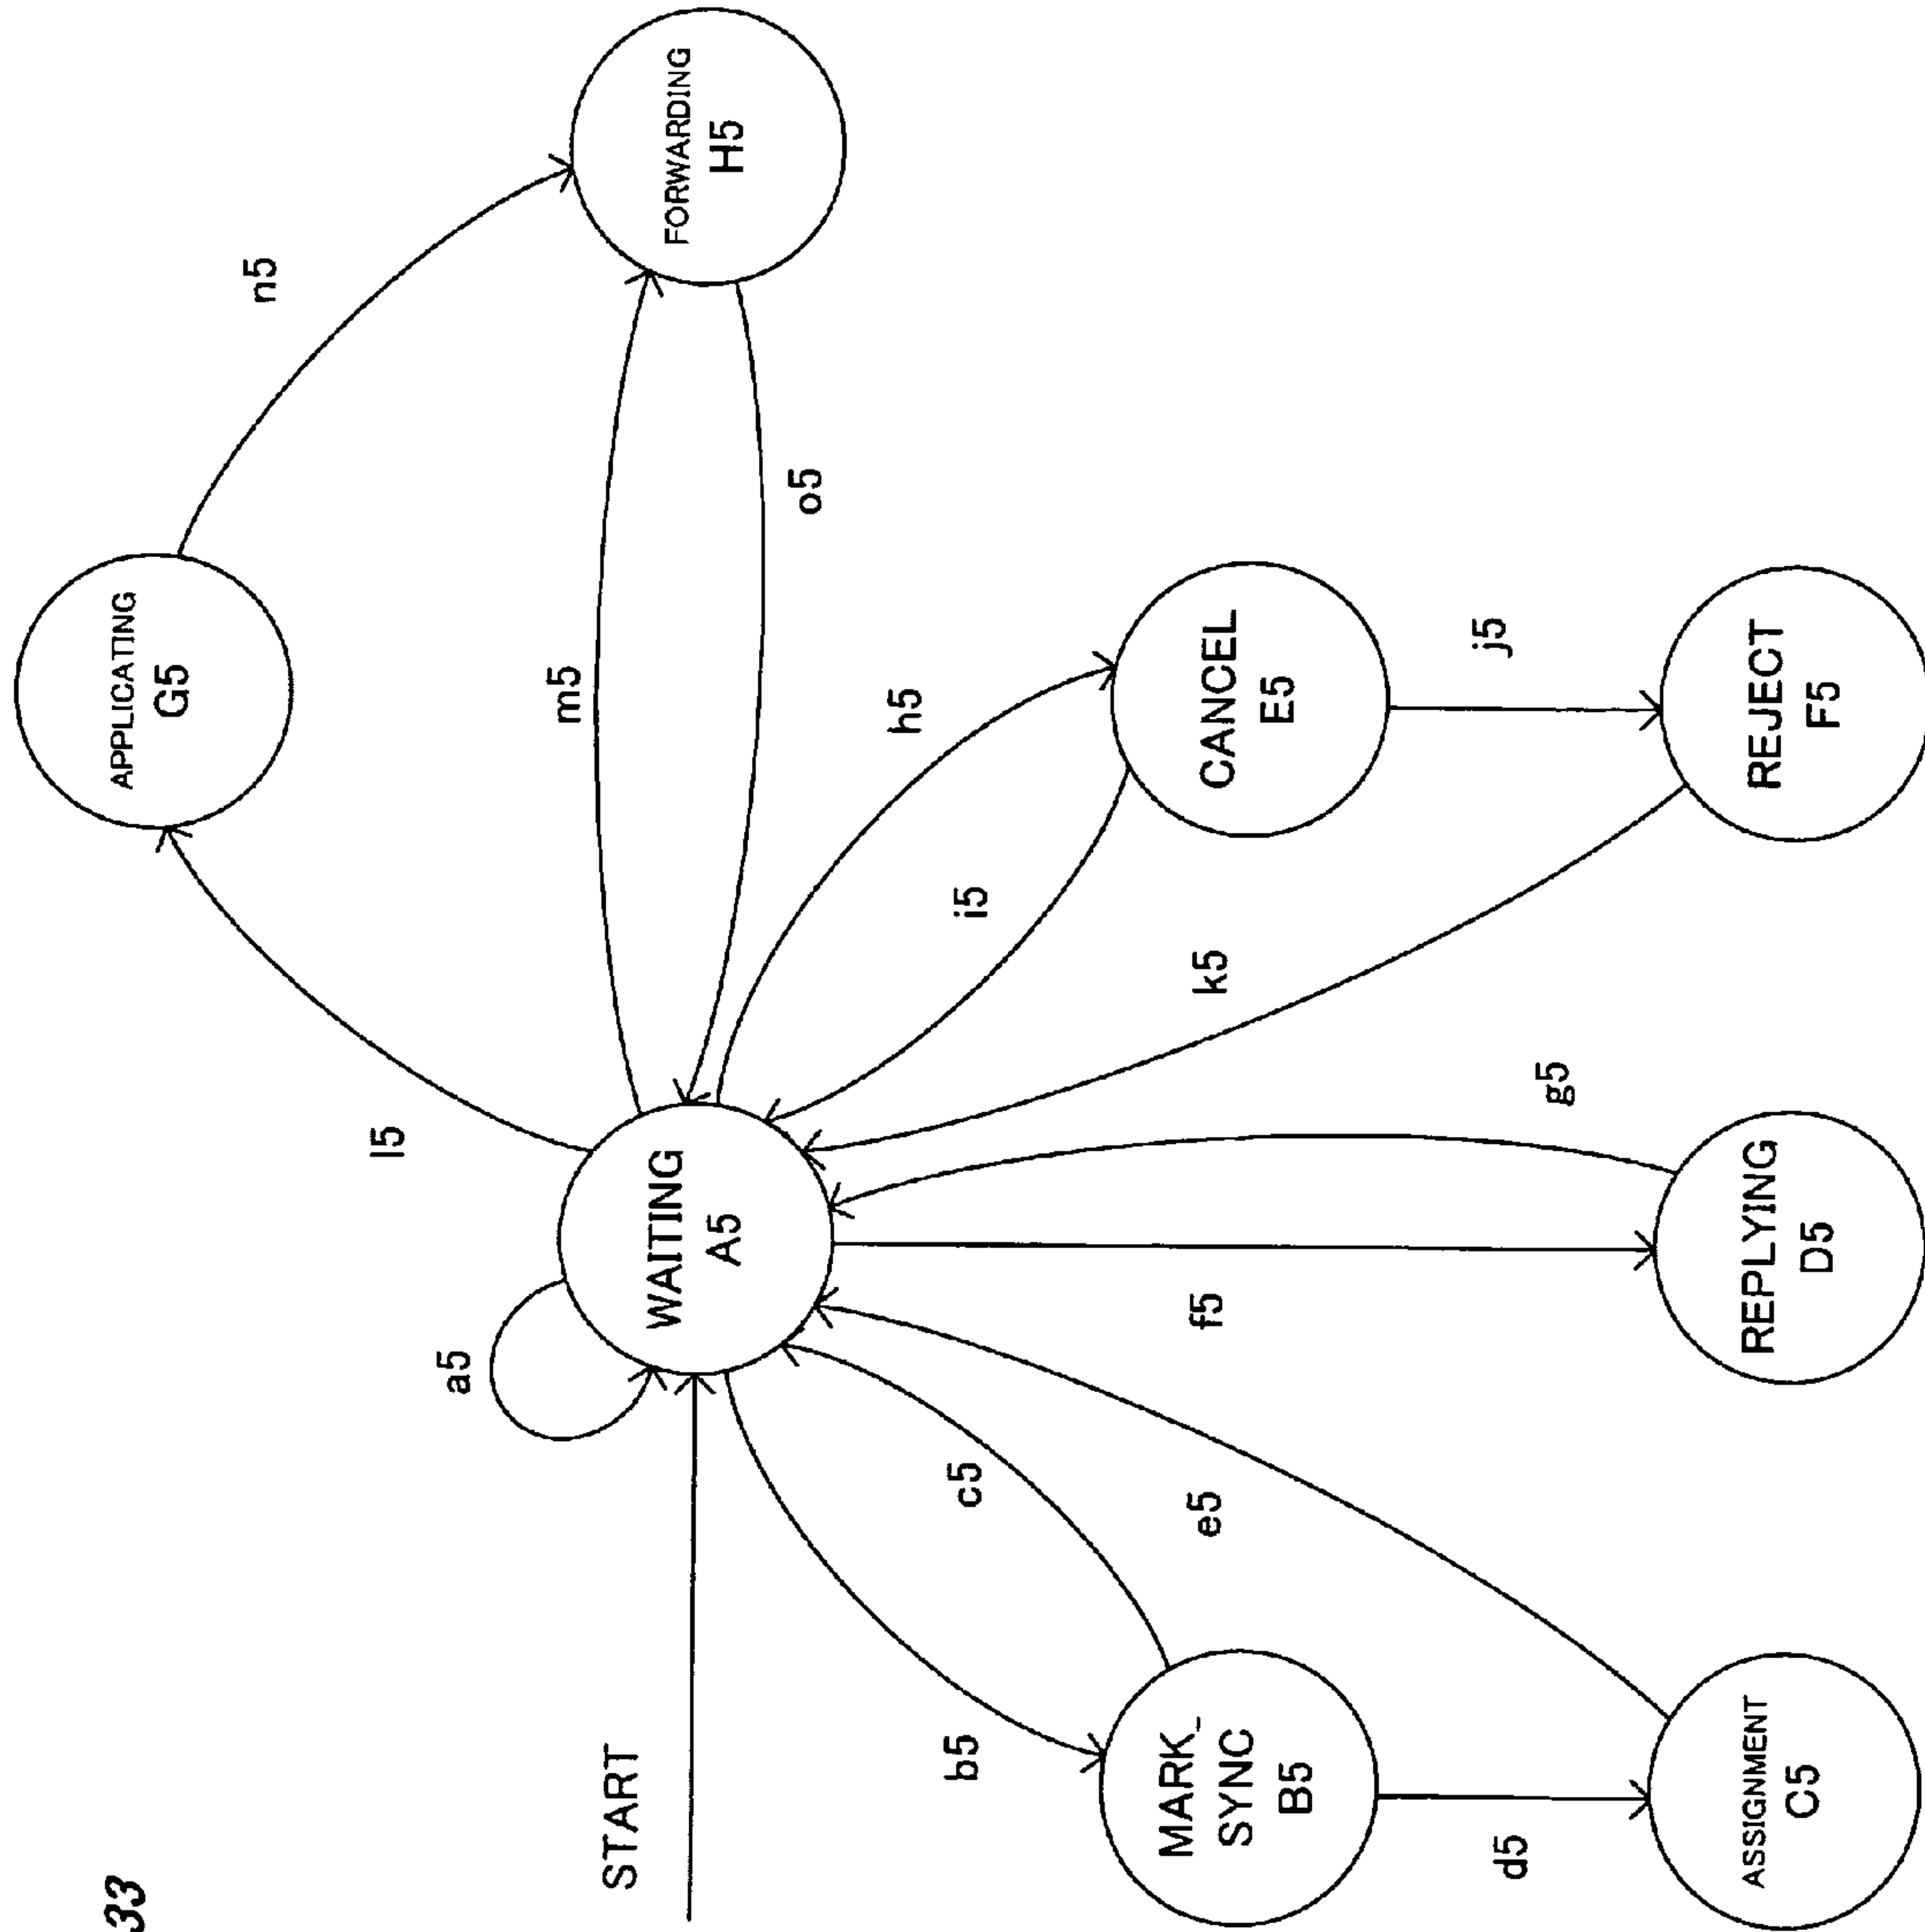 33
APPLICATING
G5
n5
l5
a5
m5
START
WAITING
A5
FORWARDING
H5
o5
h5
b5
c5
i5
MARK_
SYNC
B5
e5
f5
k5
CANCEL
E5
d5
g5
j5
ASSIGNMENT
C5
REPLYING
D5
REJECT
F5